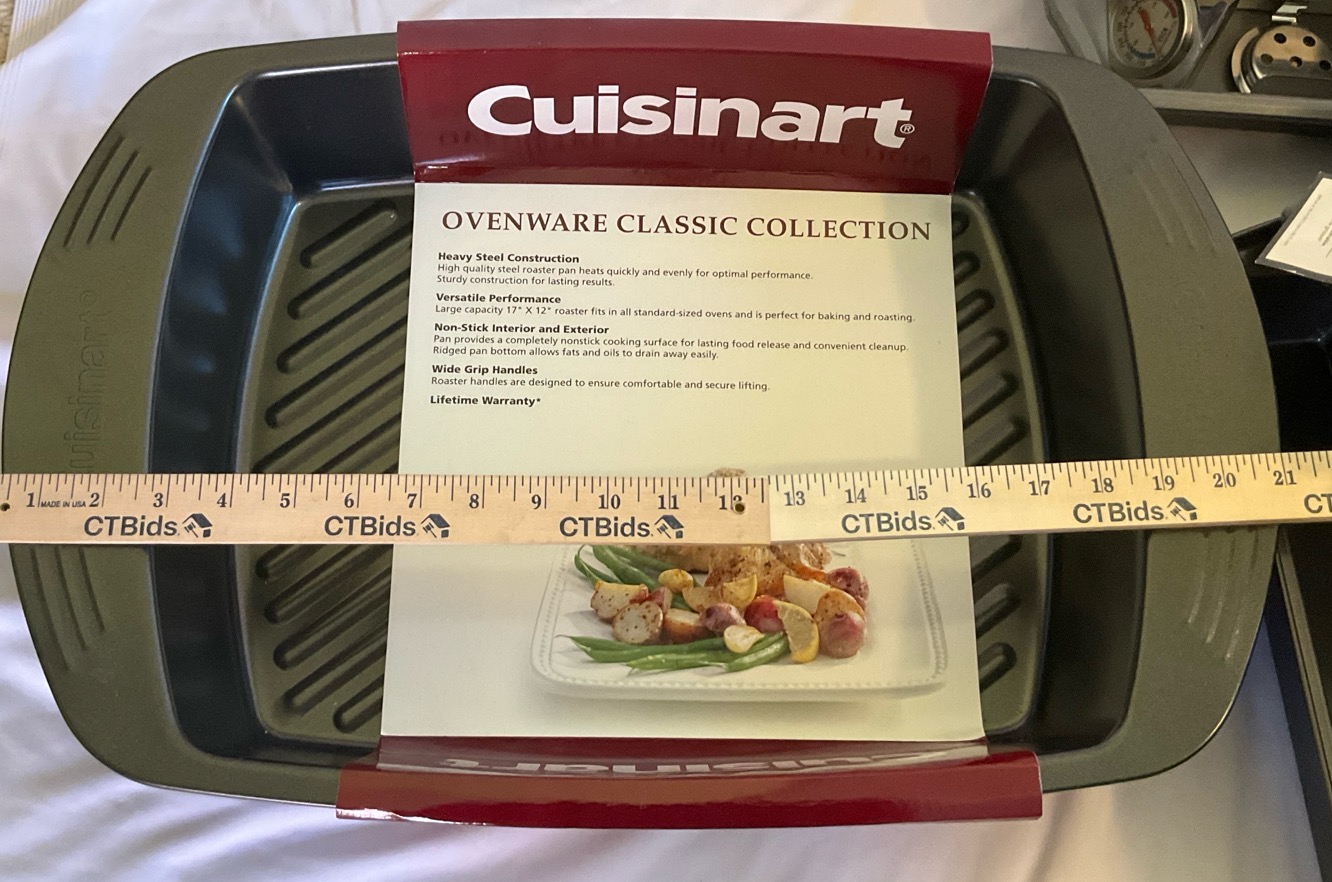 Cuisinart®
OVENWARE CLASSIC COLLECTION
Heavy Steel Construction
High quality steel roaster pan heats quickly and evenly for optimal performance.
Sturdy construction for lasting results.
Versatile Performance
Large capacity 17" X 12" roaster fits in all standard-sized ovens and is perfect for baking and roasting.
Non-Stick Interior and Exterior
Pan provides a completely nonstick cooking surface for lasting food release and convenient cleanup.
Ridged pan bottom allows fats and oils to drain away easily.
Wide Grip Handles
Roaster handles are designed to ensure comfortable and secure lifting.
Lifetime Warranty*
uisinart®
1 MADE IN USA 2 3 4 5 6 7 8 9 10 11 12 13 14 15 16 17 18 19 20 21
CTBids. CTBids. CTBids. CTBids. CTBids. CT
Cuisinart